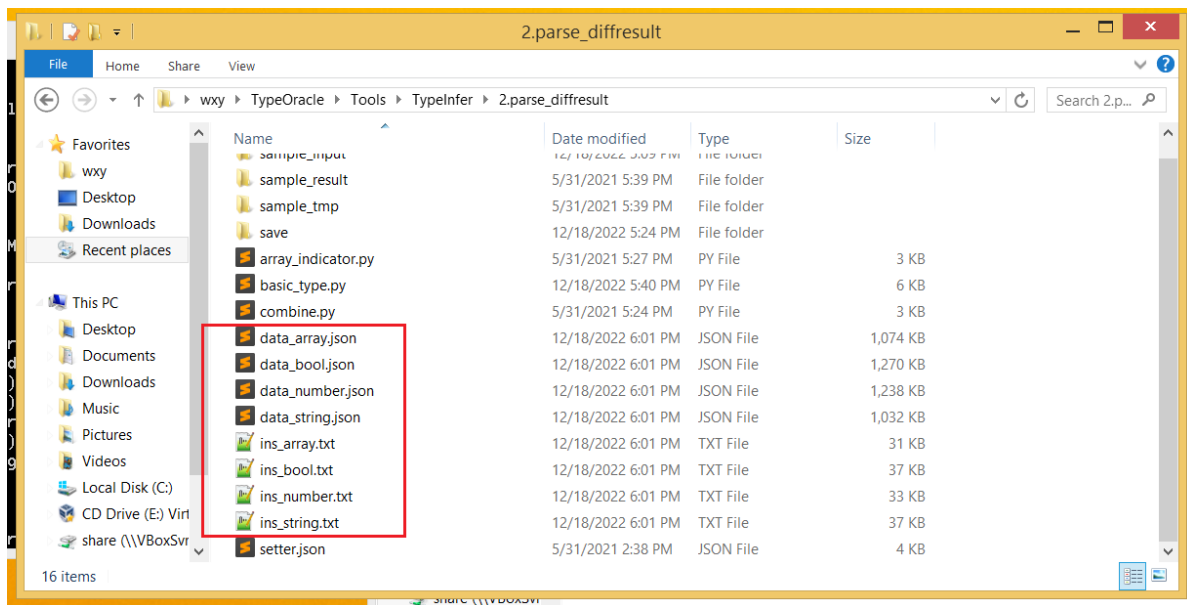 2.parse_diffresult
File Home Share View
wxy TypeOracle Tools TypeInfer 2.parse_diffresult Search 2.p...
Name Date modified Type Size
Favorites
wxy
Desktop
Downloads
Recent places
This PC
Desktop
Documents
Downloads
Music
Pictures
Videos
Local Disk (C:)
CD Drive (E:) Virt
share (\\VBoxSvr
sample_input 12/18/2022 5:09 PM File folder
sample_result 5/31/2021 5:39 PM File folder
sample_tmp 5/31/2021 5:39 PM File folder
save 12/18/2022 5:24 PM File folder
array_indicator.py 5/31/2021 5:27 PM PY File 3 KB
basic_type.py 12/18/2022 5:40 PM PY File 6 KB
combine.py 5/31/2021 5:24 PM PY File 3 KB
data_array.json 12/18/2022 6:01 PM JSON File 1,074 KB
data_bool.json 12/18/2022 6:01 PM JSON File 1,270 KB
data_number.json 12/18/2022 6:01 PM JSON File 1,238 KB
data_string.json 12/18/2022 6:01 PM JSON File 1,032 KB
ins_array.txt 12/18/2022 6:01 PM TXT File 31 KB
ins_bool.txt 12/18/2022 6:01 PM TXT File 37 KB
ins_number.txt 12/18/2022 6:01 PM TXT File 33 KB
ins_string.txt 12/18/2022 6:01 PM TXT File 37 KB
setter.json 5/31/2021 2:38 PM JSON File 4 KB
16 items
share (\\VBoxSvr